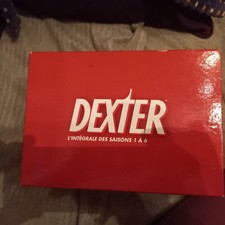 DEXTER
L'INTÉGRALE DES SAISONS 1 À 6